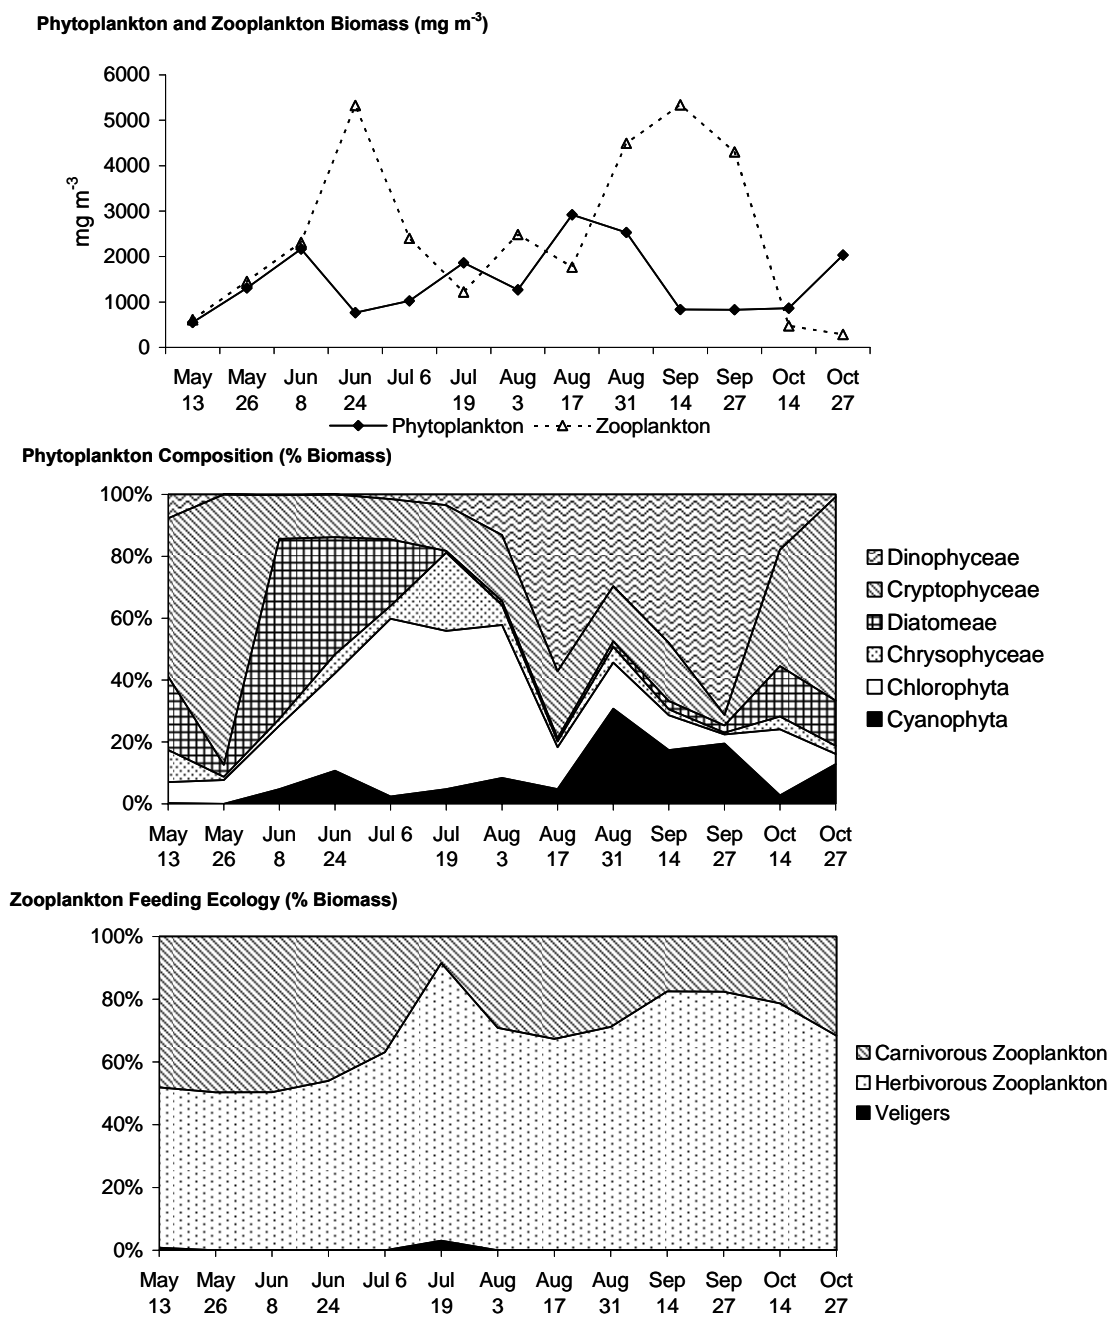 Phytoplankton and Zooplankton Biomass (mg m-3)
6000
5000
4000
3000
2000
1000
0
mg m-3
May 13
May 26
Jun 8
Jun 24
Jul 6
Jul 19
Aug 3
Aug 17
Aug 31
Sep 14
Sep 27
Oct 14
Oct 27
Phytoplankton
Zooplankton
Phytoplankton Composition (% Biomass)
100%
80%
60%
40%
20%
0%
May 13
May 26
Jun 8
Jun 24
Jul 6
Jul 19
Aug 3
Aug 17
Aug 31
Sep 14
Sep 27
Oct 14
Oct 27
Dinophyceae
Cryptophyceae
Diatomeae
Chrysophyceae
Chlorophyta
Cyanophyta
Zooplankton Feeding Ecology (% Biomass)
100%
80%
60%
40%
20%
0%
May 13
May 26
Jun 8
Jun 24
Jul 6
Jul 19
Aug 3
Aug 17
Aug 31
Sep 14
Sep 27
Oct 14
Oct 27
Carnivorous Zooplankton
Herbivorous Zooplankton
Veligers